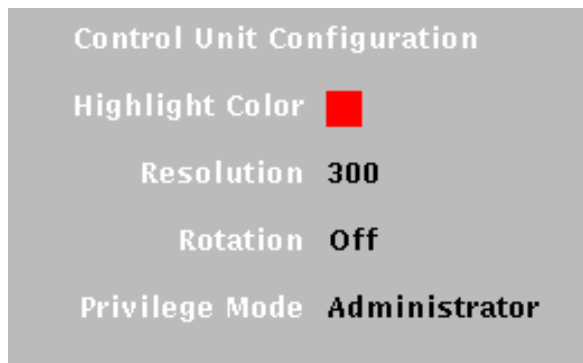 Control Unit Configuration
Highlight Color
Resolution 300
Rotation Off
Privilege Mode Administrator